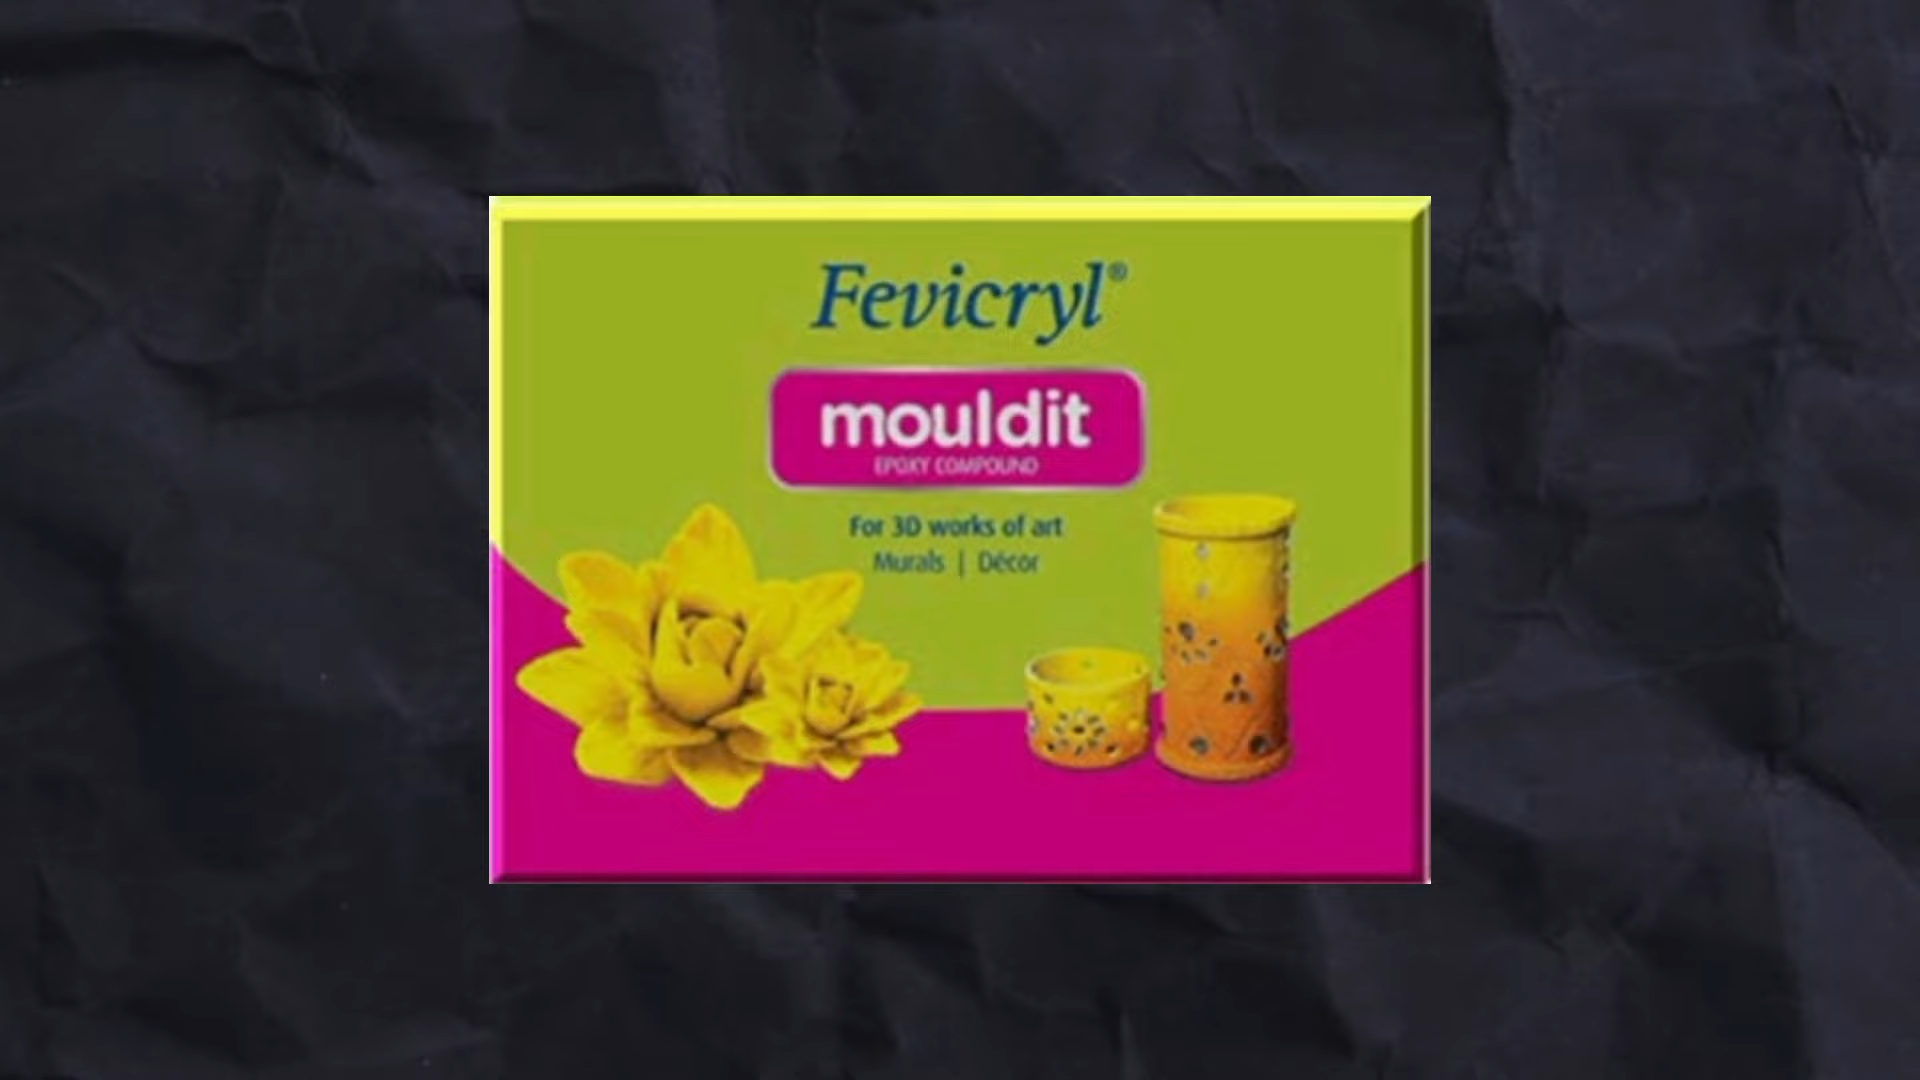 Fevicryl®
mouldit
EPOXY COMPOUND
For 3D works of art
Murals | Décor